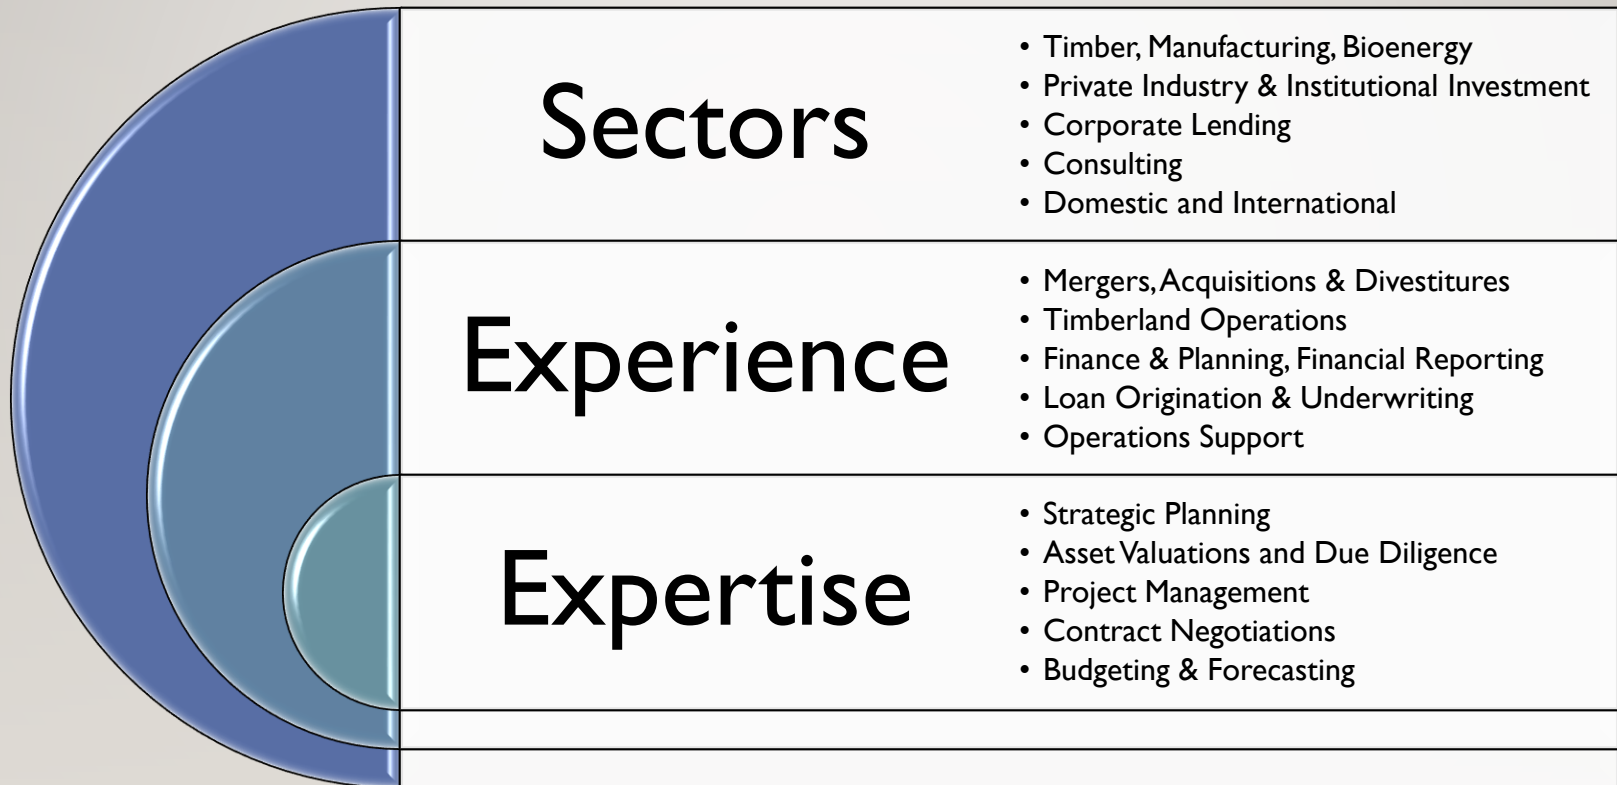 Sectors
• Timber, Manufacturing, Bioenergy
• Private Industry & Institutional Investment
• Corporate Lending
• Consulting
• Domestic and International
Experience
• Mergers, Acquisitions & Divestitures
• Timberland Operations
• Finance & Planning, Financial Reporting
• Loan Origination & Underwriting
• Operations Support
Expertise
• Strategic Planning
• Asset Valuations and Due Diligence
• Project Management
• Contract Negotiations
• Budgeting & Forecasting